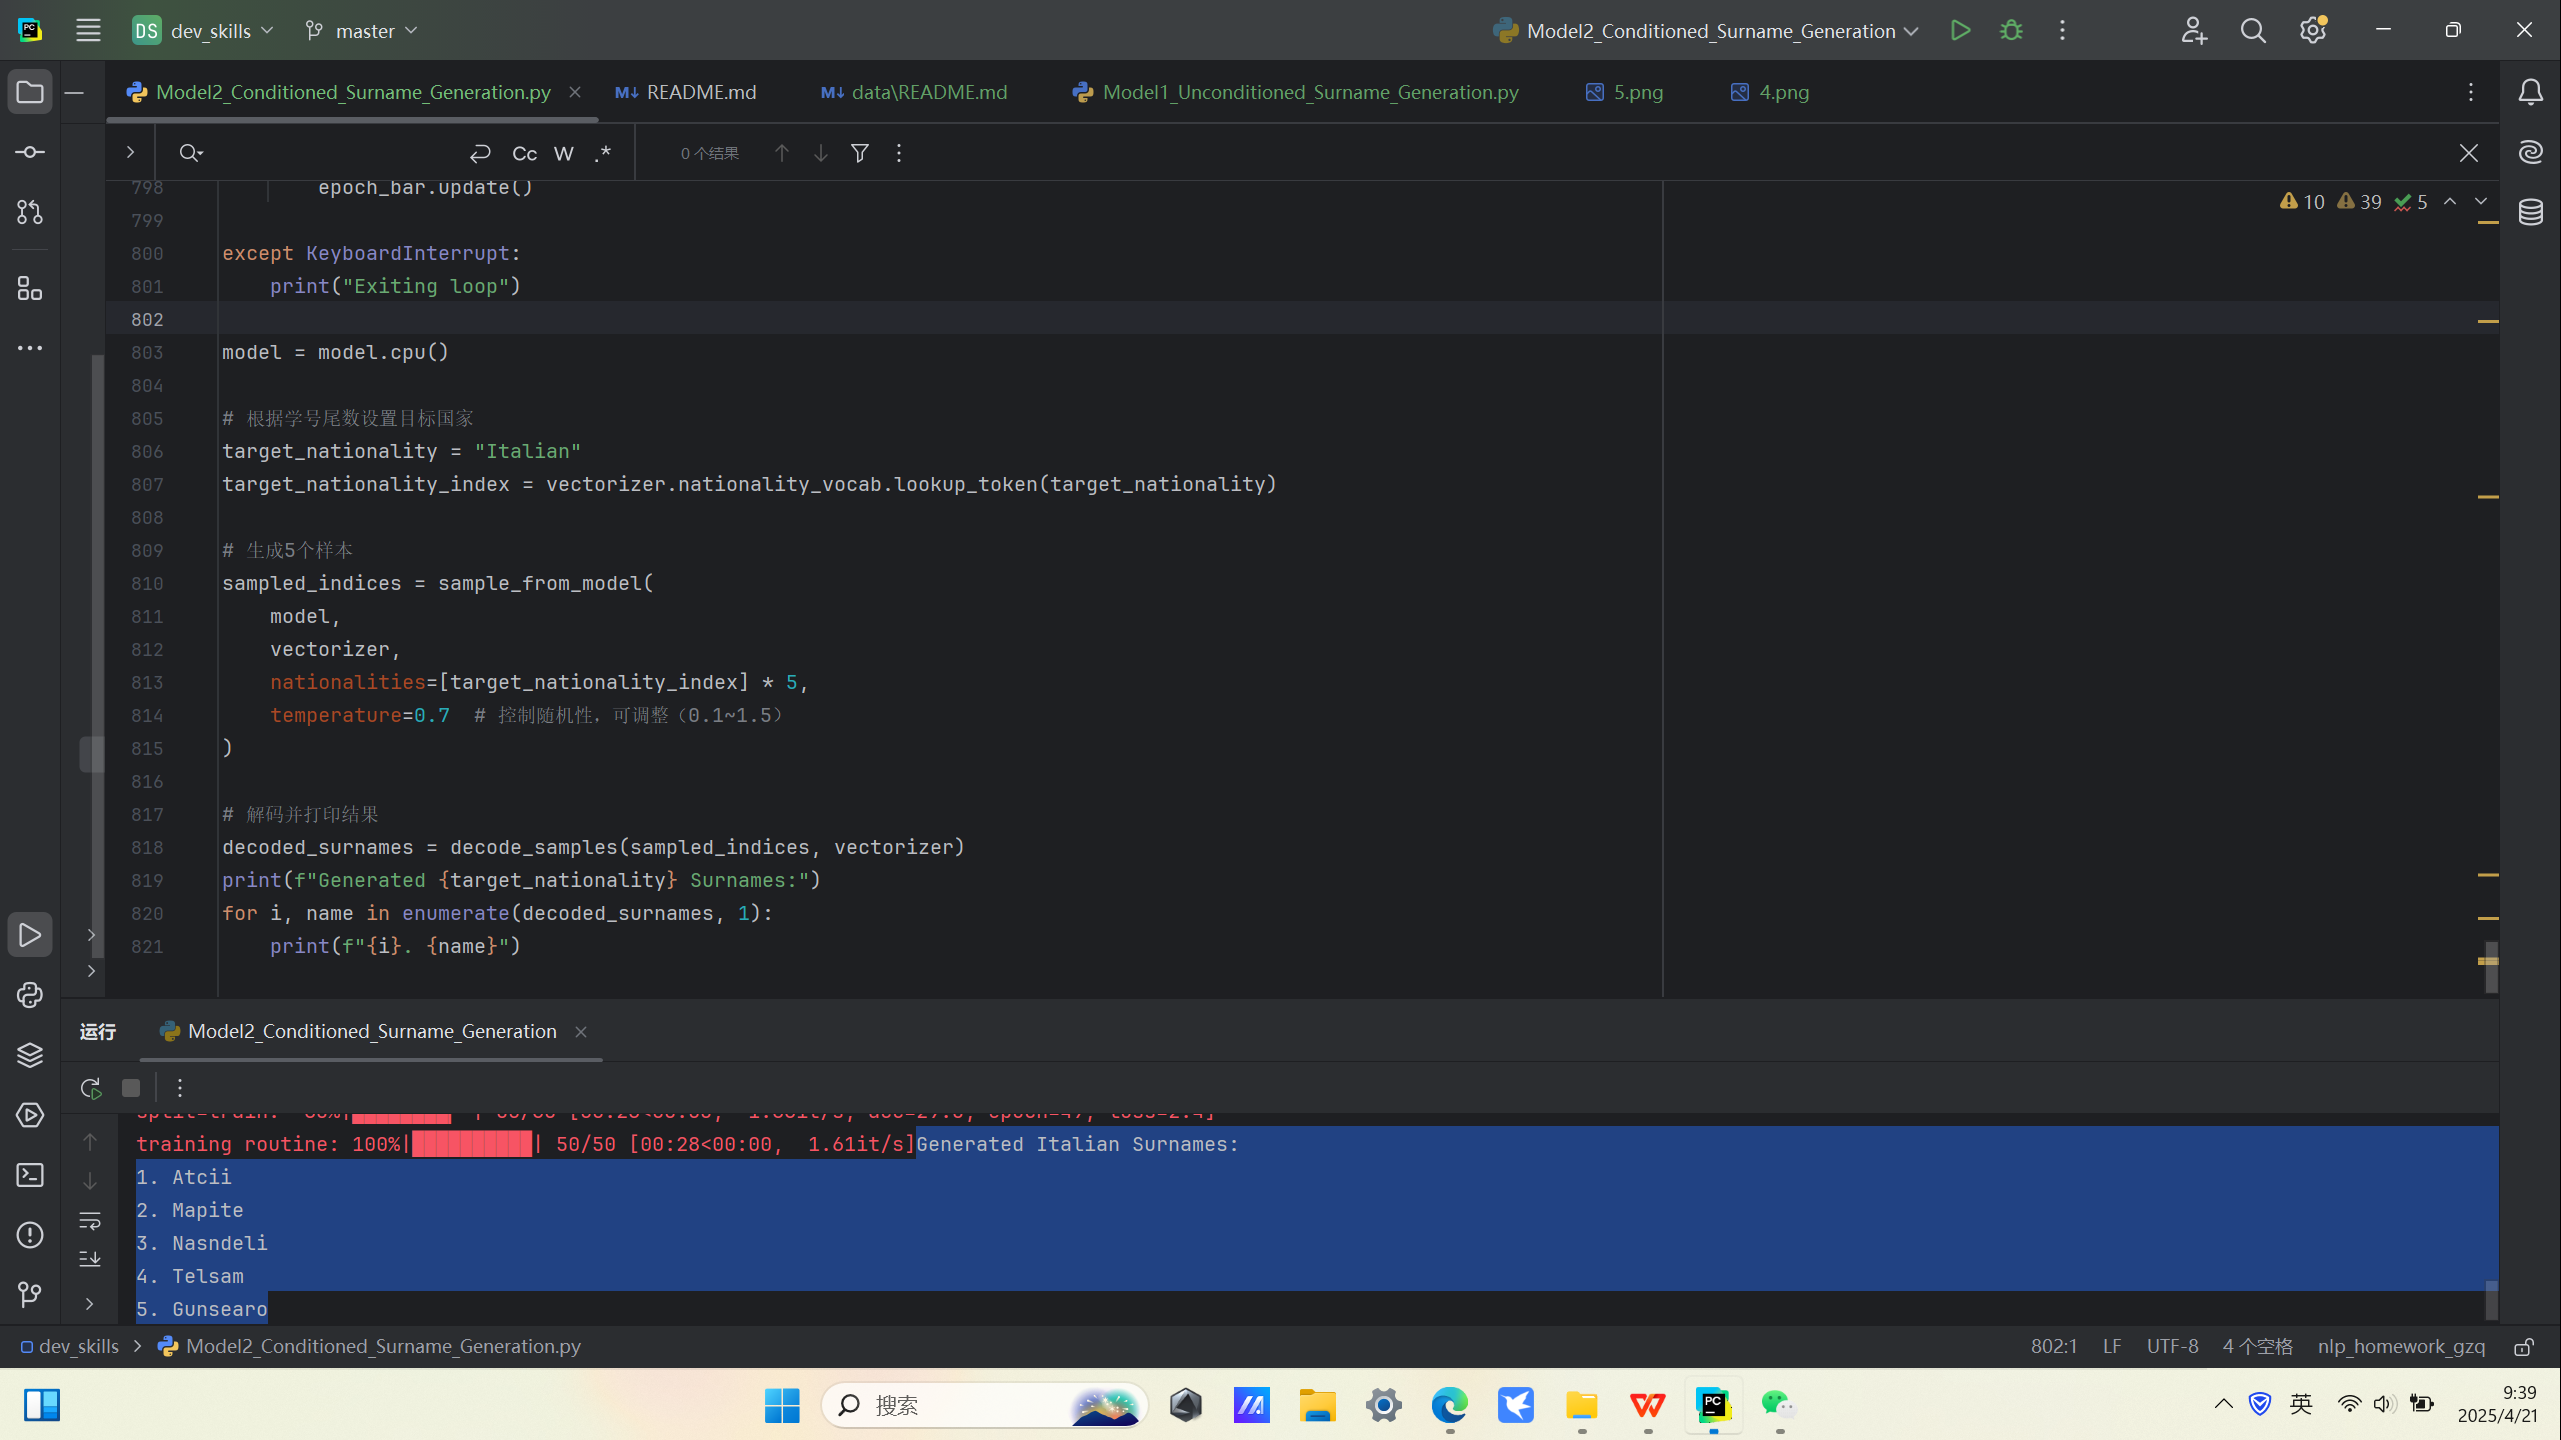 DS dev_skills master Model2_Conditioned_Surname_Generation
Model2_Conditioned_Surname_Generation.py README.md data\README.md Model1_Unconditioned_Surname_Generation.py 5.png 4.png
Cc W .* 0 个结果
798 epoch_bar.update() 10 39 5
799
800 except KeyboardInterrupt:
801 print("Exiting loop")
802
803 model = model.cpu()
804
805 # 根据学号尾数设置目标国家
806 target_nationality = "Italian"
807 target_nationality_index = vectorizer.nationality_vocab.lookup_token(target_nationality)
808
809 # 生成5个样本
810 sampled_indices = sample_from_model(
811 model,
812 vectorizer,
813 nationalities=[target_nationality_index] * 5,
814 temperature=0.7 # 控制随机性，可调整（0.1~1.5）
815 )
816
817 # 解码并打印结果
818 decoded_surnames = decode_samples(sampled_indices, vectorizer)
819 print(f"Generated {target_nationality} Surnames:")
820 for i, name in enumerate(decoded_surnames, 1):
821 print(f"{i}. {name}")
运行 Model2_Conditioned_Surname_Generation
training routine: 100%|██████████| 50/50 [00:28<00:00, 1.61it/s]Generated Italian Surnames:
1. Atcii
2. Mapite
3. Nasndeli
4. Telsam
5. Gunsearo
dev_skills Model2_Conditioned_Surname_Generation.py 802:1 LF UTF-8 4 个空格 nlp_homework_gzq
搜索 英 9:39
2025/4/21